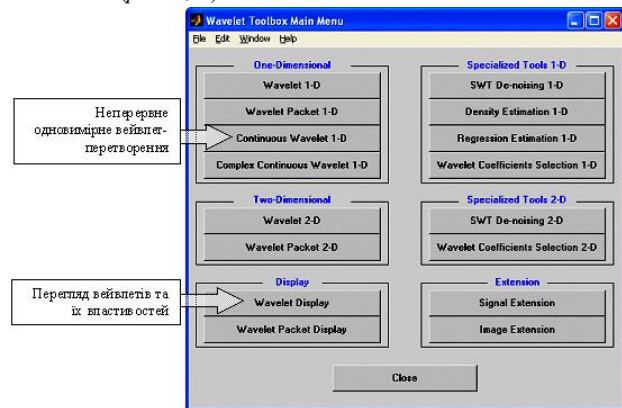 Wavelet Toolbox Main Menu
File Edit Window Help
One-Dimensional
Wavelet 1-D
Wavelet Packet 1-D
Continuous Wavelet 1-D
Complex Continuous Wavelet 1-D
Specialized Tools 1-D
SWT De-noising 1-D
Density Estimation 1-D
Regression Estimation 1-D
Wavelet Coefficients Selection 1-D
Неперервне
одновимірне вейвлет-
перетворення
Two-Dimensional
Wavelet 2-D
Wavelet Packet 2-D
Specialized Tools 2-D
SWT De-noising 2-D
Wavelet Coefficients Selection 2-D
Перегляд вейвлетів та
їх властивостей
Display
Wavelet Display
Wavelet Packet Display
Extension
Signal Extension
Image Extension
Close